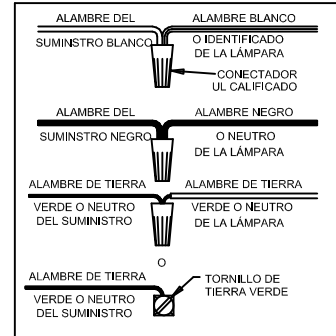 ALAMBRE DEL ALAMBRE BLANCO
SUMINISTRO BLANCO O IDENTIFICADO
DE LA LÁMPARA
CONECTADOR
UL CALIFICADO
ALAMBRE DEL ALAMBRE NEGRO
SUMINSTRO NEGRO O NEUTRO
DE LA LÁMPARA
ALAMBRE DE TIERRA ALAMBRE DE TIERRA
VERDE O NEUTRO VERDE O NEUTRO
DEL SUMINISTRO DE LA LÁMPARA
O
ALAMBRE DE TIERRA TORNILLO DE
TIERRA VERDE
VERDE O NEUTRO
DEL SUMINISTRO